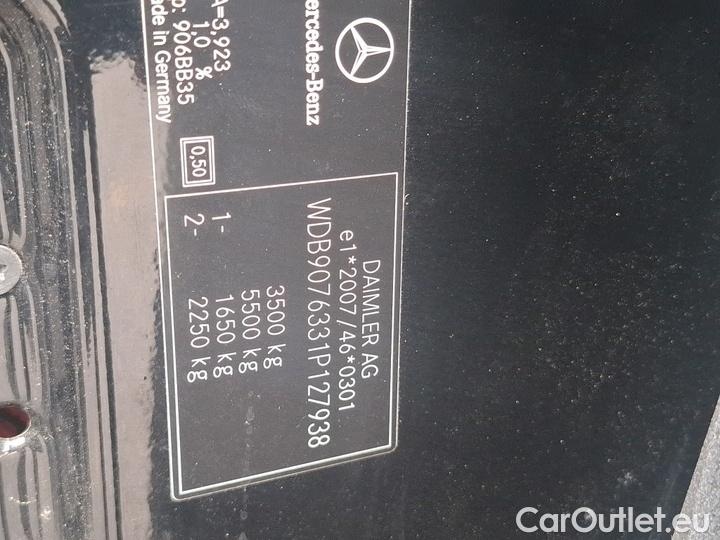 Mercedes-Benz
DAIMLER AG
e1*2007/46*0301
WDB9076331P127938
3500 kg
5500 kg
1- 1650 kg
2- 2250 kg
0,50
A=3,923
1,0 %
906BB35
Made in Germany
CarOutlet.eu